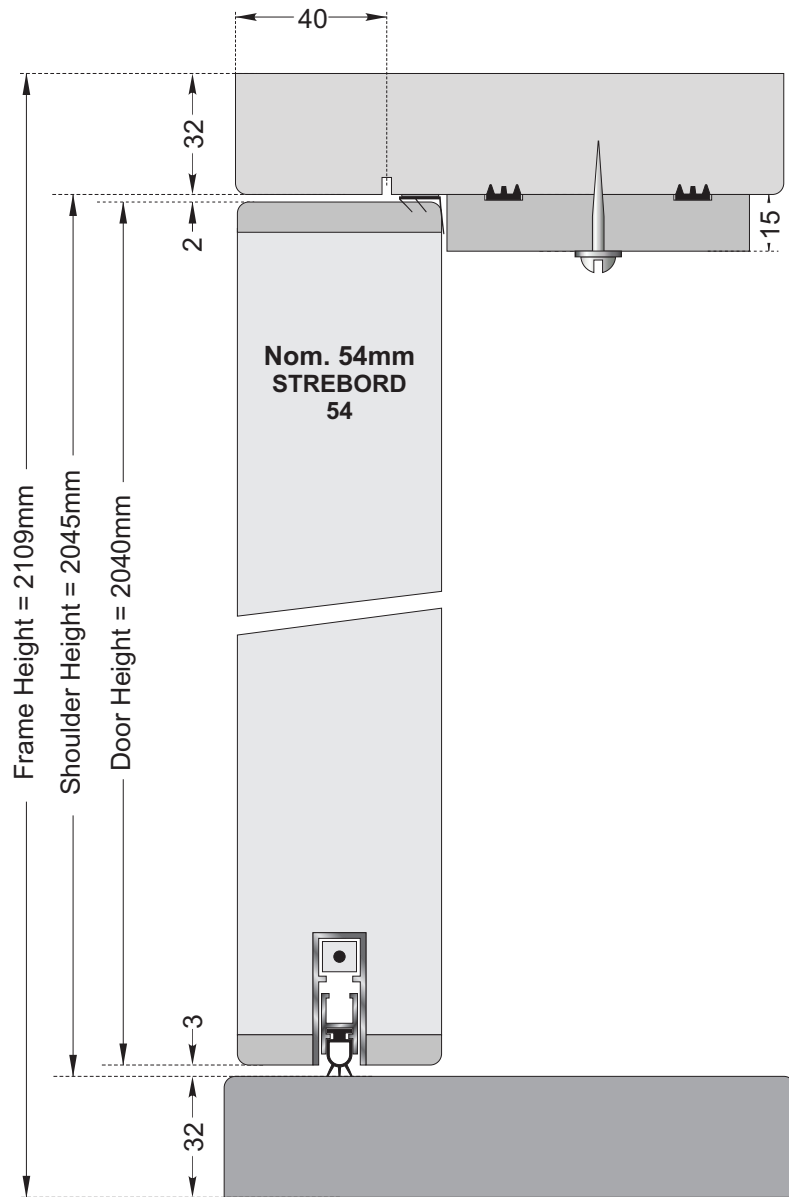 40
32
2
15
Nom. 54mm
STREBORD
54
Frame Height = 2109mm
Shoulder Height = 2045mm
Door Height = 2040mm
3
32